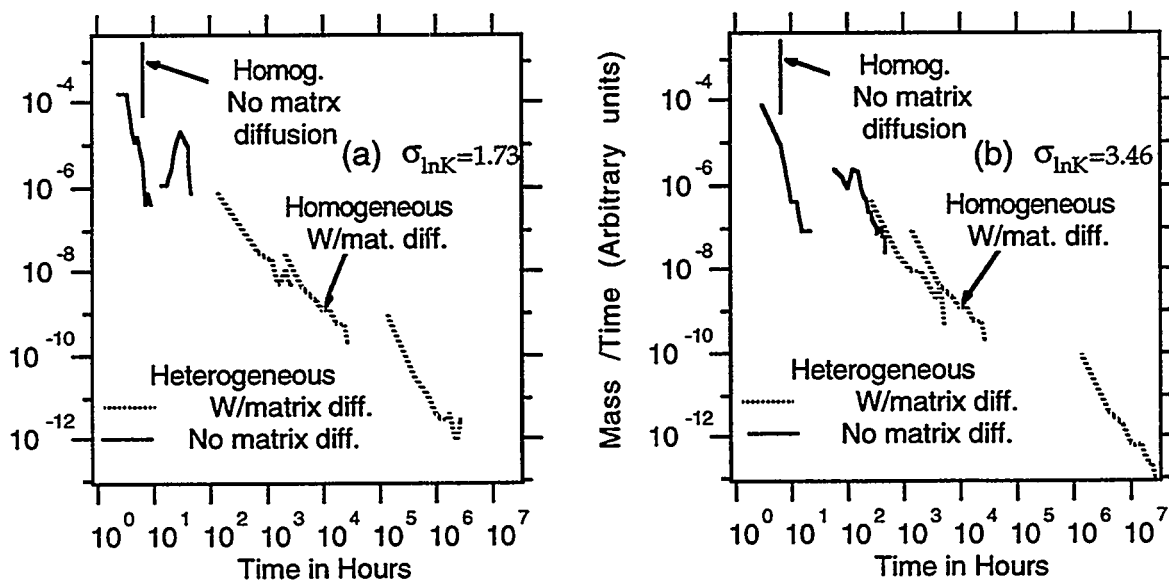 Homog.
No matrx
diffusion
(a) σlnK=1.73
Homogeneous
W/mat. diff.
Heterogeneous
W/matrix diff.
No matrix diff.
10^-4
10^-6
10^-8
10^-10
10^-12
10^0 10^1 10^2 10^3 10^4 10^5 10^6 10^7
Time in Hours
Mass /Time (Arbitrary units)
Homog.
No matrix
diffusion
(b) σlnK=3.46
Homogeneous
W/mat. diff.
Heterogeneous
W/matrix diff.
No matrix diff.
10^-4
10^-6
10^-8
10^-10
10^-12
10^0 10^1 10^2 10^3 10^4 10^5 10^6 10^7
Time in Hours